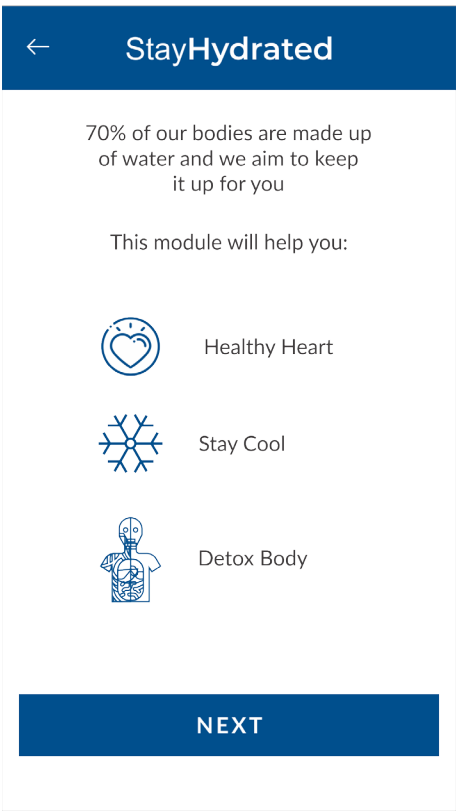 StayHydrated
70% of our bodies are made up
of water and we aim to keep
it up for you
This module will help you:
Healthy Heart
Stay Cool
Detox Body
NEXT